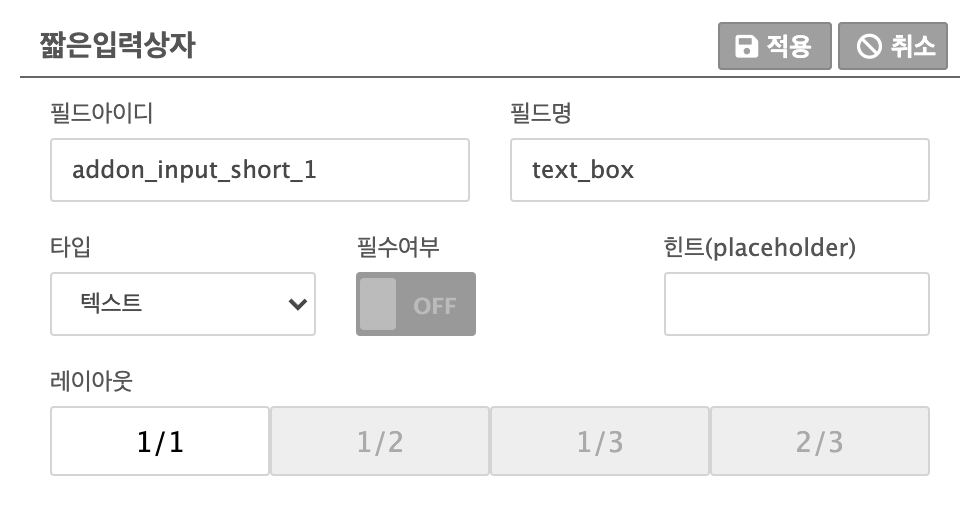 짧은입력상자 적용 취소
필드아이디 필드명
addon_input_short_1 text_box
타입 필수여부 힌트(placeholder)
텍스트 OFF
레이아웃
1/1 1/2 1/3 2/3